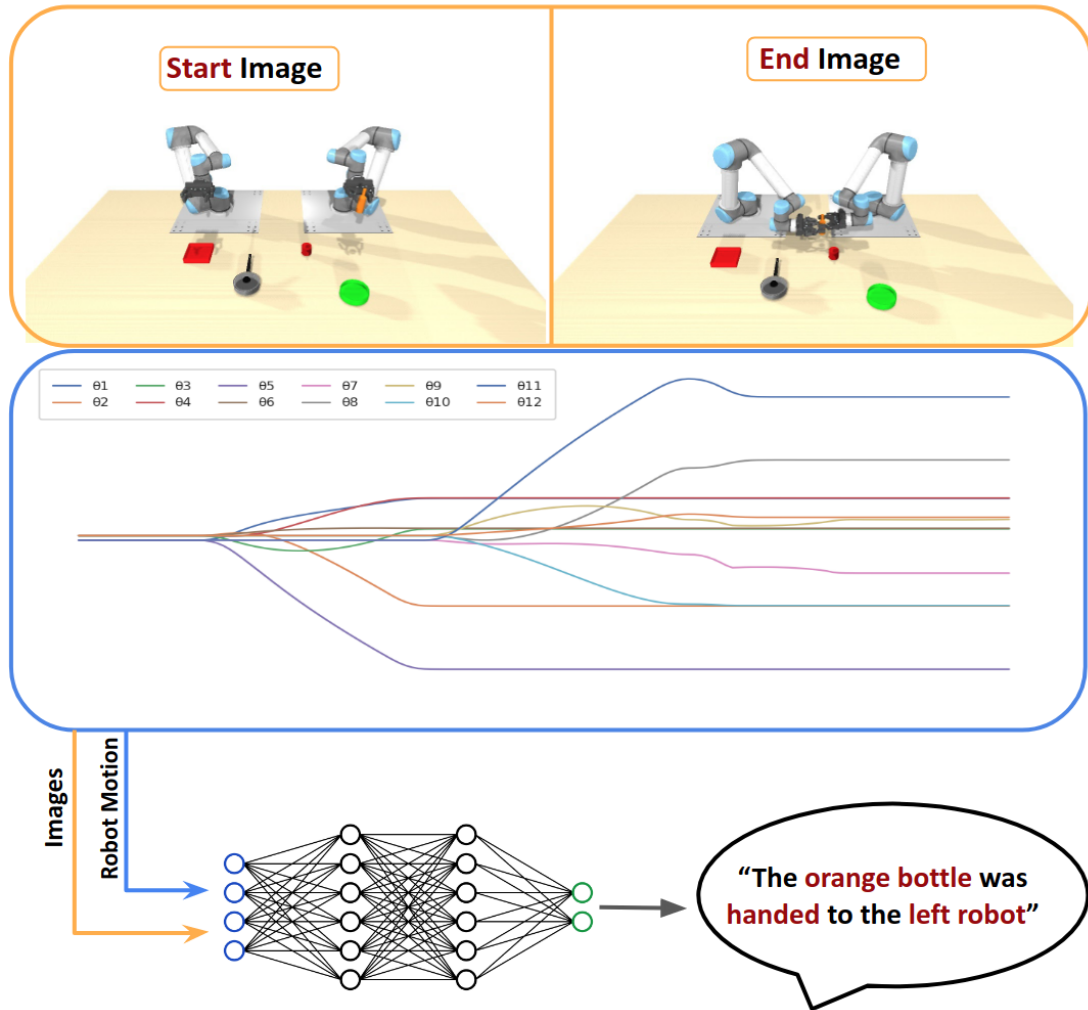 Start Image
End Image
θ1 θ3 θ5 θ7 θ9 θ11
θ2 θ4 θ6 θ8 θ10 θ12
Images
Robot Motion
“The orange bottle was
handed to the left robot”